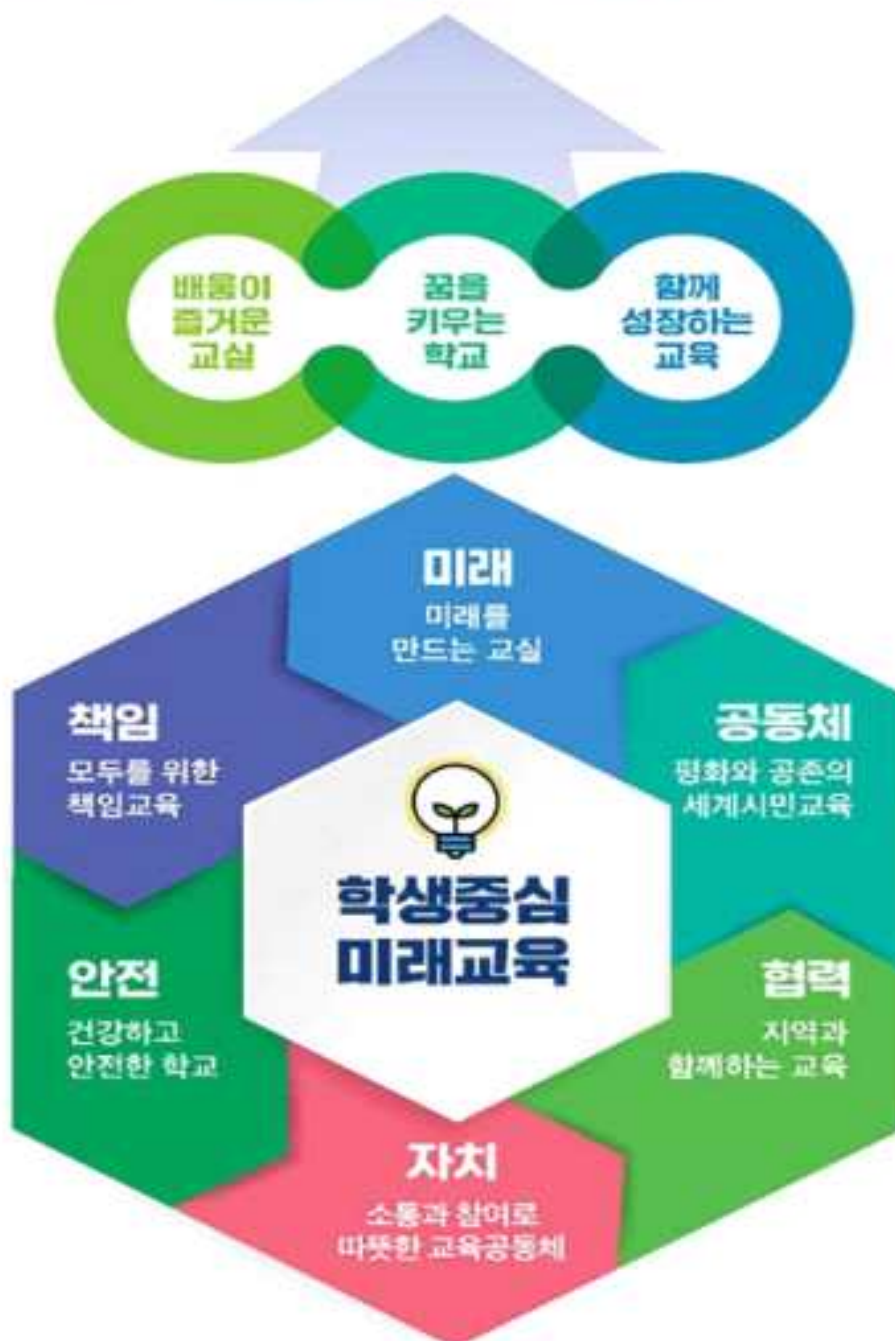 배움이
즐거운
교실
꿈을
키우는
학교
함께
성장하는
교육
미래
미래를
만드는 교실
책임
모두를 위한
책임교육
공동체
평화와 공존의
세계시민교육
학생중심
미래교육
안전
건강하고
안전한 학교
협력
지역과
함께하는 교육
자치
소통과 참여로
따뜻한 교육공동체